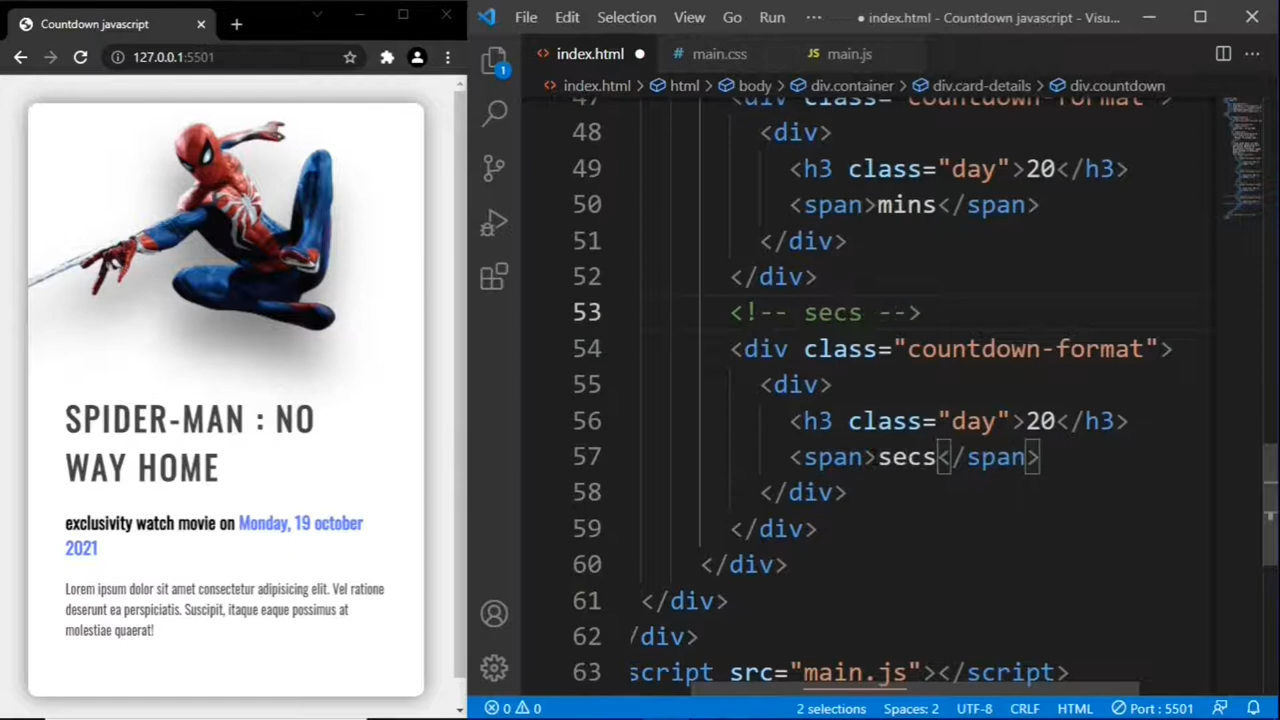 Countdown javascript
127.0.0.1:5501
SPIDER-MAN : NO
WAY HOME
exclusivity watch movie on Monday, 19 october
2021
Lorem ipsum dolor sit amet consectetur adipisicing elit. Vel ratione
deserunt ea perspiciatis. Suscipit, itaque eaque possimus at
molestiae quaerat!
File Edit Selection View Go Run ··· ● index.html - Countdown javascript - Visu...
<> index.html ● # main.css JS main.js
<> index.html > html > body > div.container > div.card-details > div.countdown
47 <div class="countdown-format">
48 <div>
49 <h3 class="day">20</h3>
50 <span>mins</span>
51 </div>
52 </div>
53 <!-- secs -->
54 <div class="countdown-format">
55 <div>
56 <h3 class="day">20</h3>
57 <span>secs</span>
58 </div>
59 </div>
60 </div>
61 </div>
62 /div>
63 script src="main.js"></script>
1
0 0 2 selections Spaces: 2 UTF-8 CRLF HTML Port : 5501